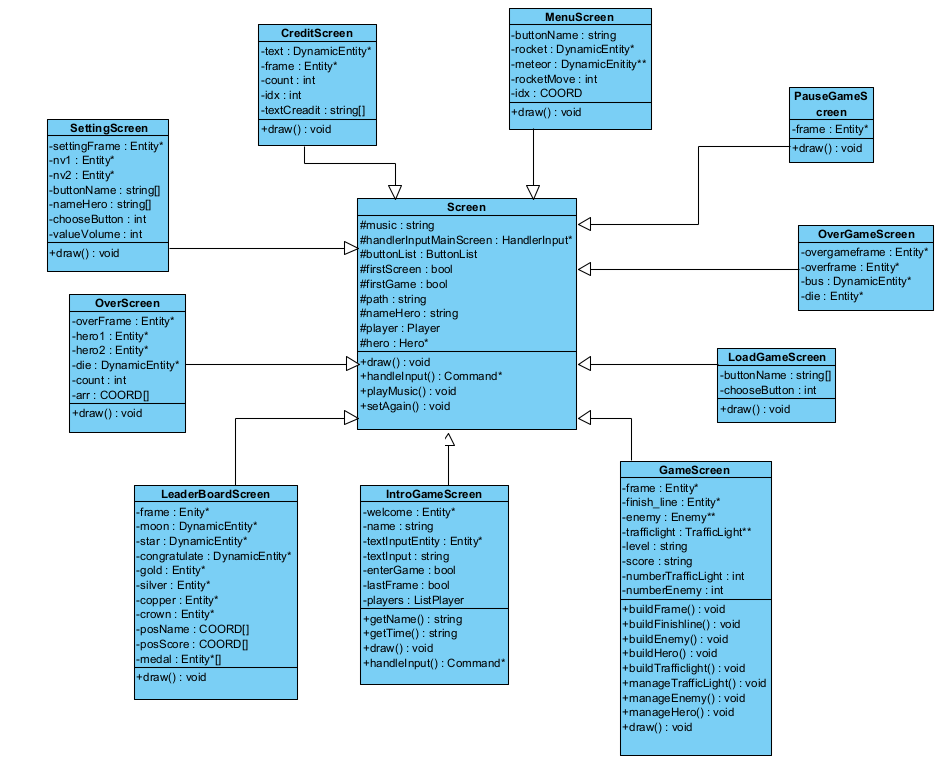 CreditScreen
-text : DynamicEntity*
-frame : Entity*
-count : int
-idx : int
-textCreadit : string[]
+draw() : void
MenuScreen
-buttonName : string
-rocket : DynamicEntity*
-meteor : DynamicEnitity**
-rocketMove : int
-idx : COORD
+draw() : void
PauseGameS
creen
-frame : Entity*
+draw() : void
SettingScreen
-settingFrame : Entity*
-nv1 : Entity*
-nv2 : Entity*
-buttonName : string[]
-nameHero : string[]
-chooseButton : int
-valueVolume : int
+draw() : void
Screen
#music : string
#handlerInputMainScreen : HandlerInput*
#buttonList : ButtonList
#firstScreen : bool
#firstGame : bool
#path : string
#nameHero : string
#player : Player
#hero : Hero*
+draw() : void
+handleInput() : Command*
+playMusic() : void
+setAgain() : void
OverGameScreen
-overgameframe : Entity*
-overframe : Entity*
-bus : DynamicEntity*
-die : Entity*
OverScreen
-overFrame : Entity*
-hero1 : Entity*
-hero2 : Entity*
-die : DynamicEntity*
-count : int
-arr : COORD[]
+draw() : void
LoadGameScreen
-buttonName : string[]
-chooseButton : int
+draw() : void
LeaderBoardScreen
-frame : Enity*
-moon : DynamicEntity*
-star : DynamicEntity*
-congratulate : DynamicEntity*
-gold : Entity*
-silver : Entity*
-copper : Entity*
-crown : Entity*
-posName : COORD[]
-posScore : COORD[]
-medal : Entity*[]
+draw() : void
IntroGameScreen
-welcome : Entity*
-name : string
-textInputEntity : Entity*
-textInput : string
-enterGame : bool
-lastFrame : bool
-players : ListPlayer
+getName() : string
+getTime() : string
+draw() : void
+handleInput() : Command*
GameScreen
-frame : Entity*
-finish_line : Entity*
-enemy : Enemy**
-trafficlight : TrafficLight**
-level : string
-score : string
-numberTrafficLight : int
-numberEnemy : int
+buildFrame() : void
+buildFinishline() : void
+buildEnemy() : void
+buildHero() : void
+buildTrafficlight() : void
+manageTrafficLight() : void
+manageEnemy() : void
+manageHero() : void
+draw() : void